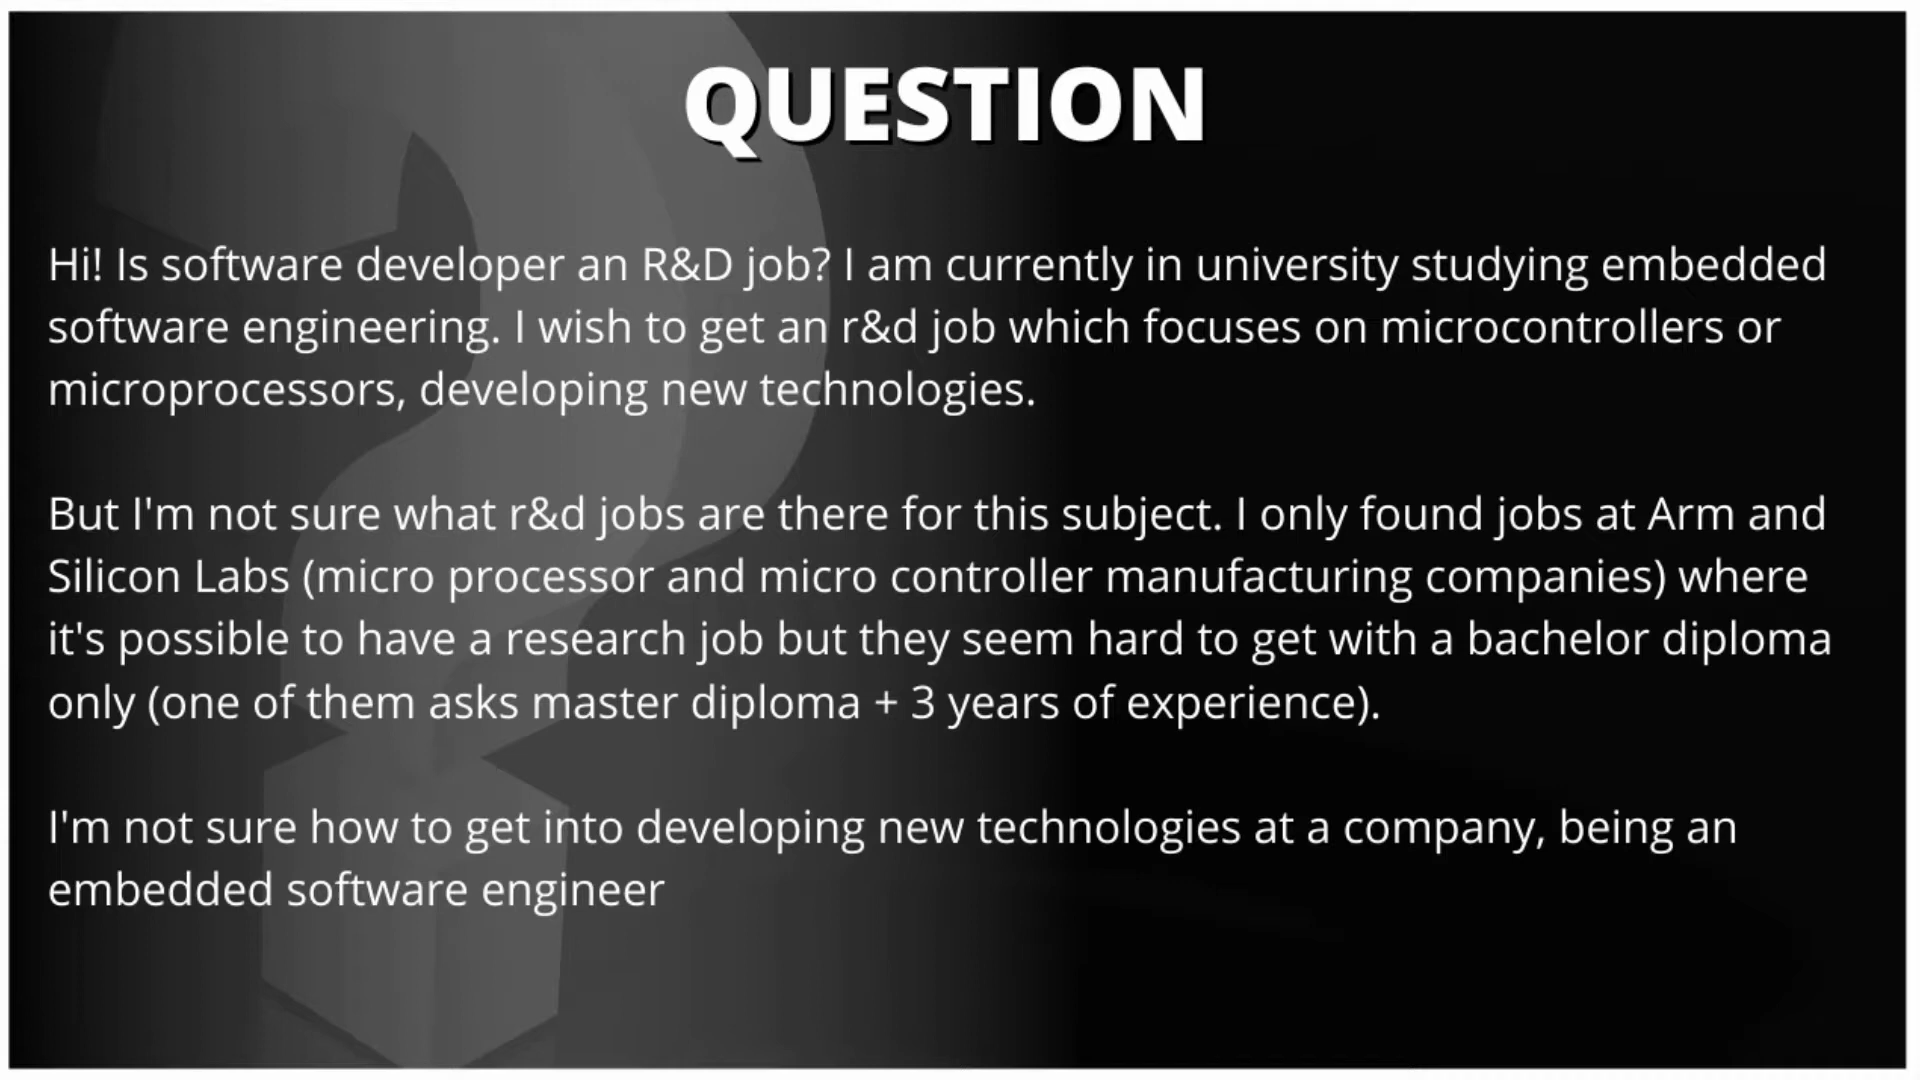 QUESTION
Hi! Is software developer an R&D job? I am currently in university studying embedded
software engineering. I wish to get an r&d job which focuses on microcontrollers or
microprocessors, developing new technologies.
But I'm not sure what r&d jobs are there for this subject. I only found jobs at Arm and
Silicon Labs (micro processor and micro controller manufacturing companies) where
it's possible to have a research job but they seem hard to get with a bachelor diploma
only (one of them asks master diploma + 3 years of experience).
I'm not sure how to get into developing new technologies at a company, being an
embedded software engineer